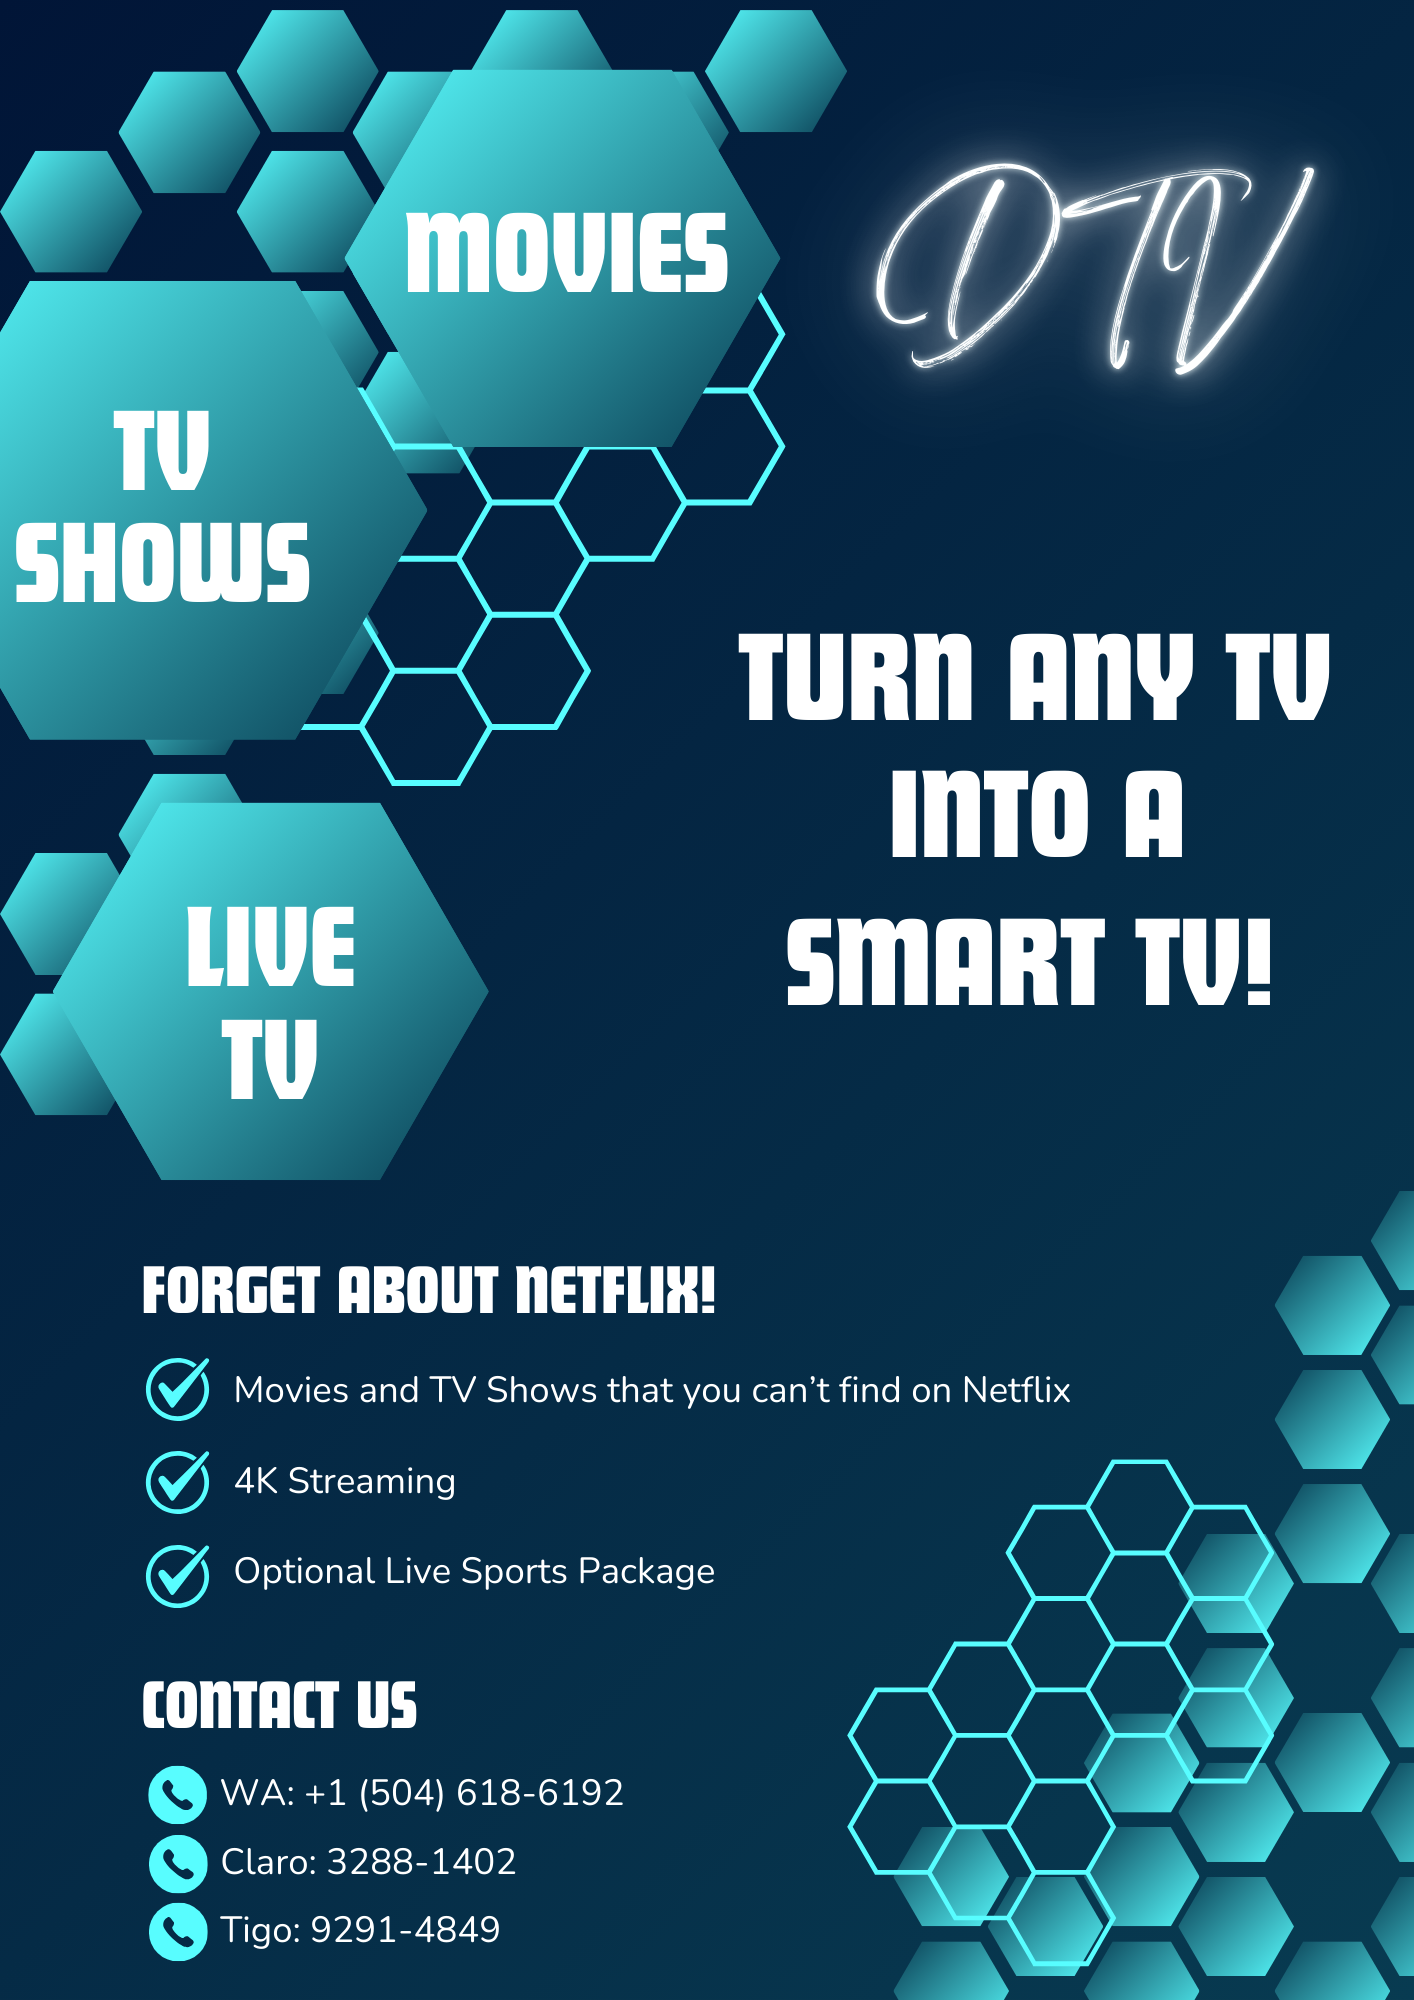 DTV
MOVIES
TV
SHOWS
LIVE
TV
TURN ANY TV
INTO A
SMART TV!
FORGET ABOUT NETFLIX!
Movies and TV Shows that you can’t find on Netflix
4K Streaming
Optional Live Sports Package
CONTACT US
WA: +1 (504) 618-6192
Claro: 3288-1402
Tigo: 9291-4849